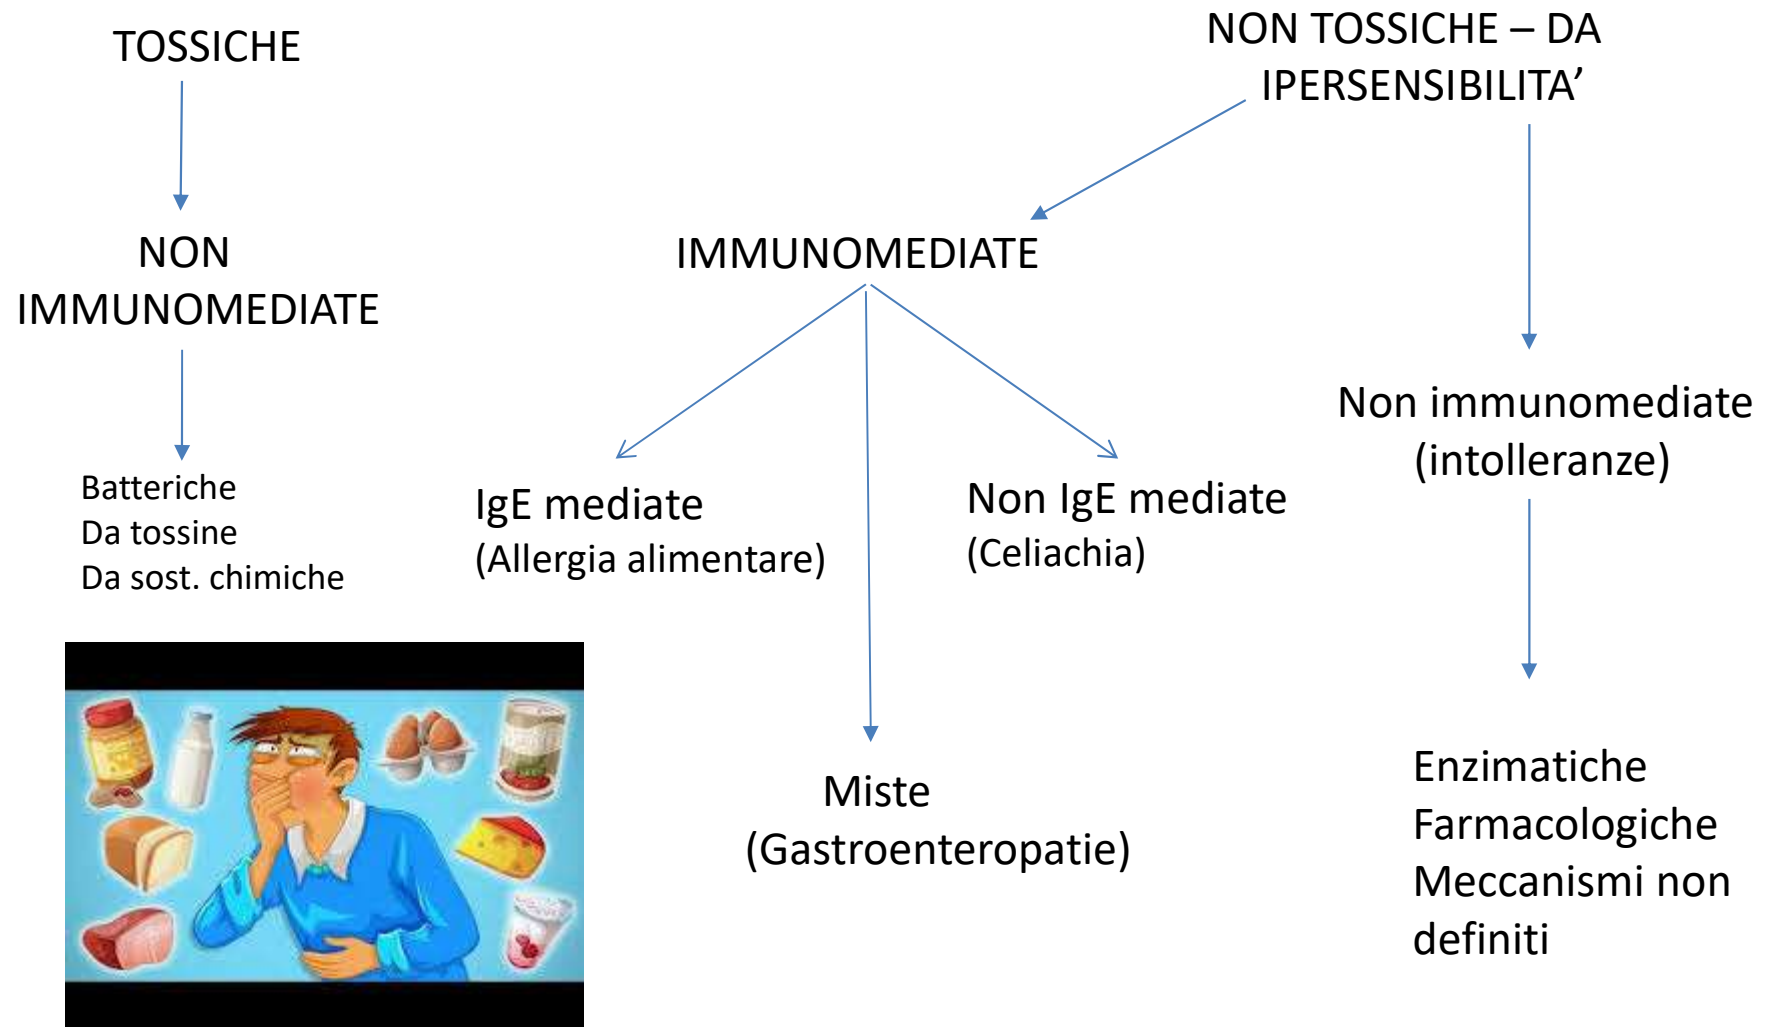 TOSSICHE
NON TOSSICHE – DA
IPERSENSIBILITA’
NON
IMMUNOMEDIATE
IMMUNOMEDIATE
Non immunomediate
(intolleranze)
Batteriche
Da tossine
Da sost. chimiche
IgE mediate
(Allergia alimentare)
Non IgE mediate
(Celiachia)
Miste
(Gastroenteropatie)
Enzimatiche
Farmacologiche
Meccanismi non
definiti